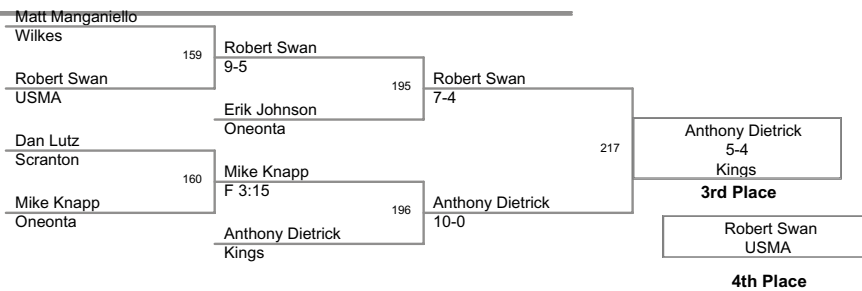 Matt Manganiello
Wilkes
159
Robert Swan
9-5
Robert Swan
USMA
195
Robert Swan
7-4
Erik Johnson
Oneonta
Dan Lutz
Scranton
217
Anthony Dietrick
5-4
Kings
3rd Place
160
Mike Knapp
F 3:15
Mike Knapp
Oneonta
196
Anthony Dietrick
10-0
Anthony Dietrick
Kings
Robert Swan
USMA
4th Place